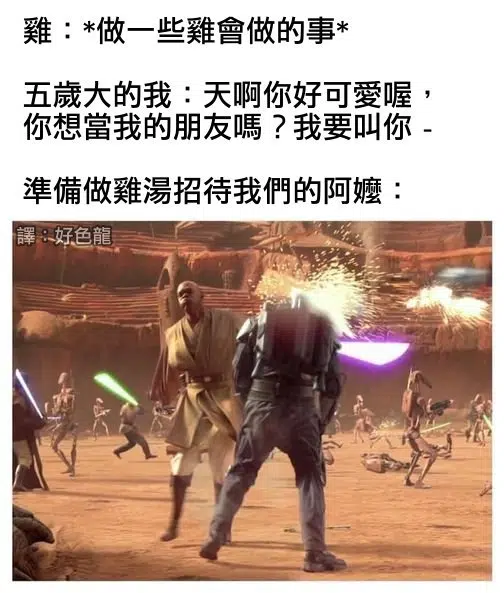 雞：*做一些雞會做的事*
五歲大的我：天啊你好可愛喔，
你想當我的朋友嗎？我要叫你 -
準備做雞湯招待我們的阿嬤：
譯：好色龍